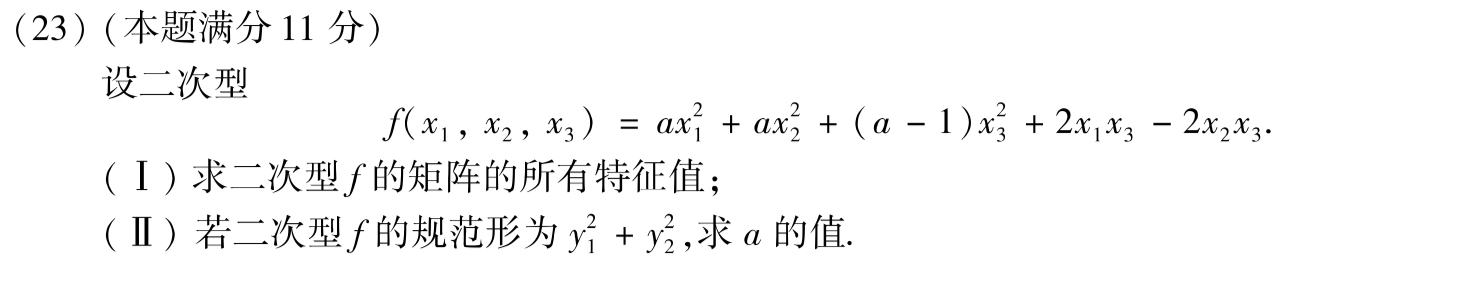 (23)(本题满分 11 分)
设二次型
f(x₁, x₂, x₃) = ax₁² + ax₂² + (a − 1)x₃² + 2x₁x₃ − 2x₂x₃.
(Ⅰ)求二次型 f 的矩阵的所有特征值;
(Ⅱ)若二次型 f 的规范形为 y₁² + y₂²,求 a 的值.